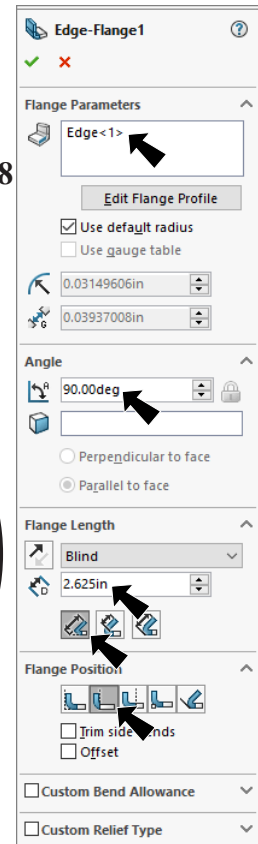 Edge-Flange1
Flange Parameters
Edge<1>
8
Edit Flange Profile
Use default radius
Use gauge table
0.03149606in
0.03937008in
Angle
90.00deg
Perpendicular to face
Parallel to face
Flange Length
Blind
2.625in
Flange Position
Trim side bends
Offset
Custom Bend Allowance
Custom Relief Type